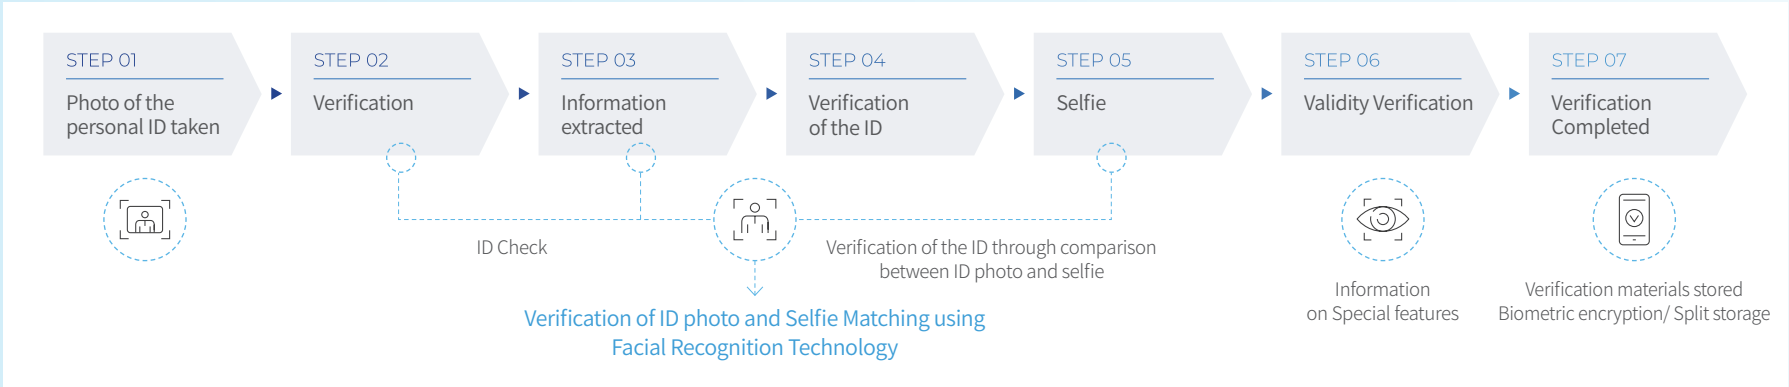 STEP 01
Photo of the
personal ID taken
STEP 02
Verification
STEP 03
Information
extracted
STEP 04
Verification
of the ID
STEP 05
Selfie
STEP 06
Validity Verification
STEP 07
Verification
Completed
ID Check
Verification of the ID through comparison
between ID photo and selfie
Verification of ID photo and Selfie Matching using
Facial Recognition Technology
Information
on Special features
Verification materials stored
Biometric encryption/ Split storage